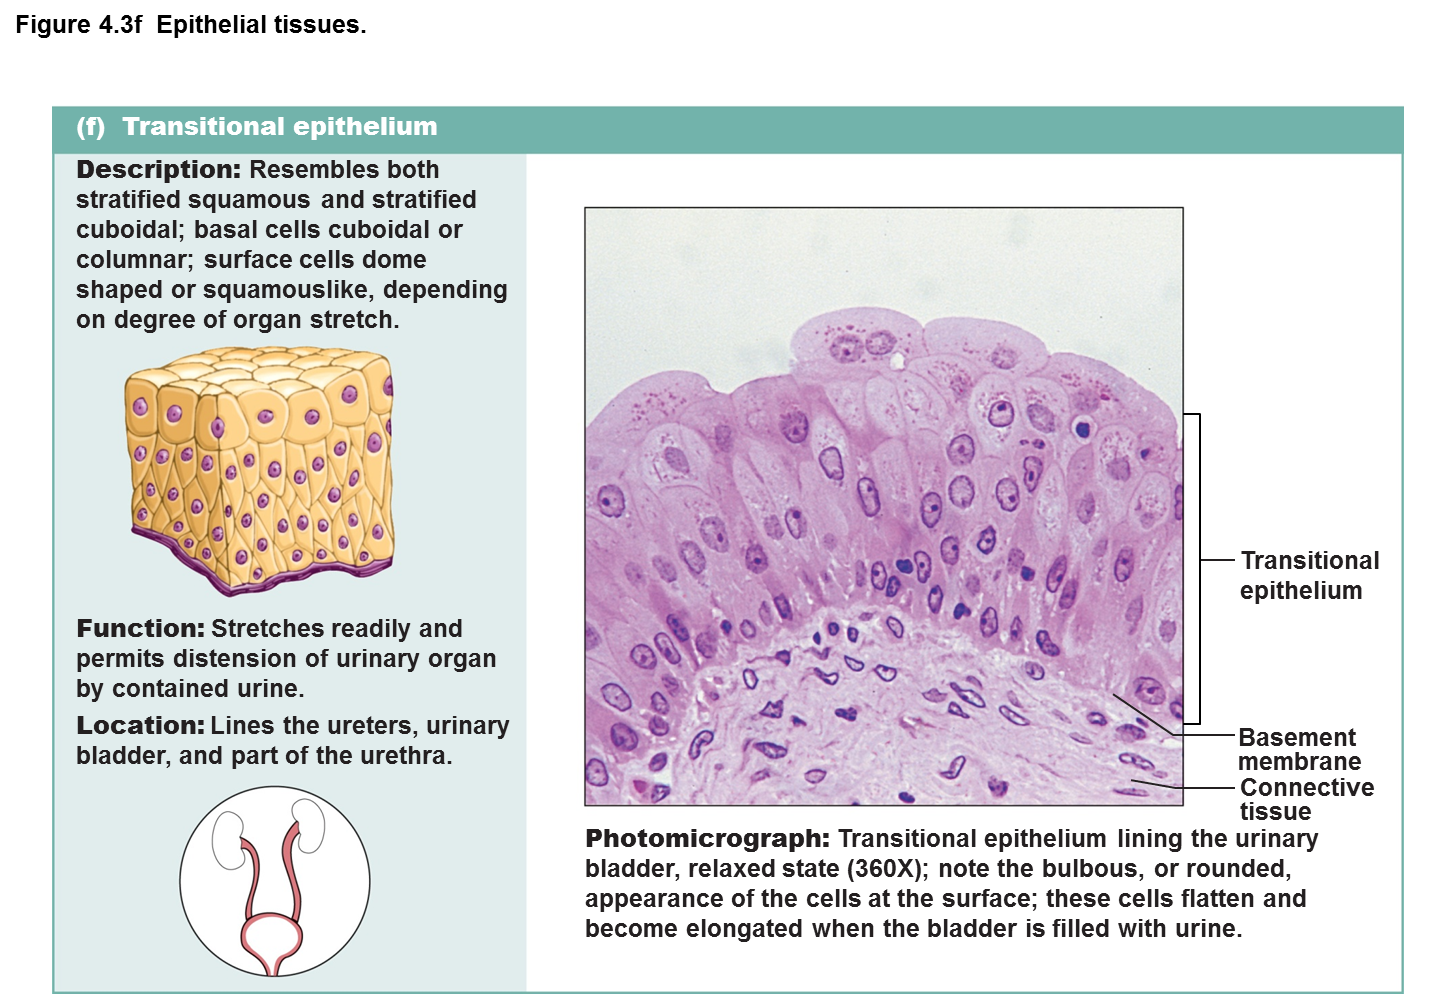 Figure 4.3f  Epithelial tissues.
(f)  Transitional epithelium
Description: Resembles both
stratified squamous and stratified
cuboidal; basal cells cuboidal or
columnar; surface cells dome
shaped or squamouslike, depending
on degree of organ stretch.
Function: Stretches readily and
permits distension of urinary organ
by contained urine.
Location: Lines the ureters, urinary
bladder, and part of the urethra.
Transitional
epithelium
Basement
membrane
Connective
tissue
Photomicrograph: Transitional epithelium lining the urinary
bladder, relaxed state (360X); note the bulbous, or rounded,
appearance of the cells at the surface; these cells flatten and
become elongated when the bladder is filled with urine.